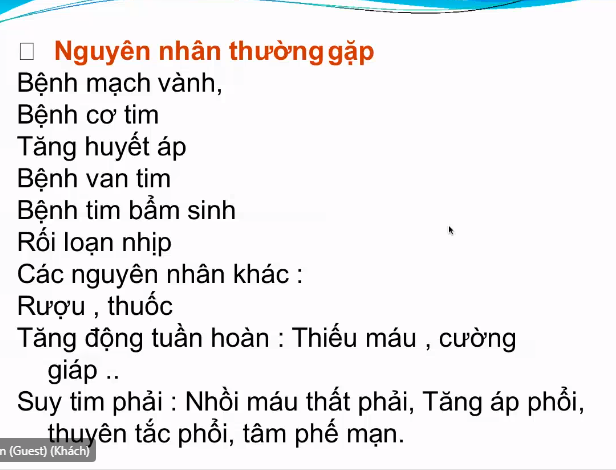 Nguyên nhân thường gặp
Bệnh mạch vành,
Bệnh cơ tim
Tăng huyết áp
Bệnh van tim
Bệnh tim bẩm sinh
Rối loạn nhịp
Các nguyên nhân khác :
Rượu , thuốc
Tăng động tuần hoàn : Thiếu máu , cường
giáp ..
Suy tim phải : Nhồi máu thất phải, Tăng áp phổi,
thuyên tắc phổi, tâm phế mạn.
n (Guest) (Khách)